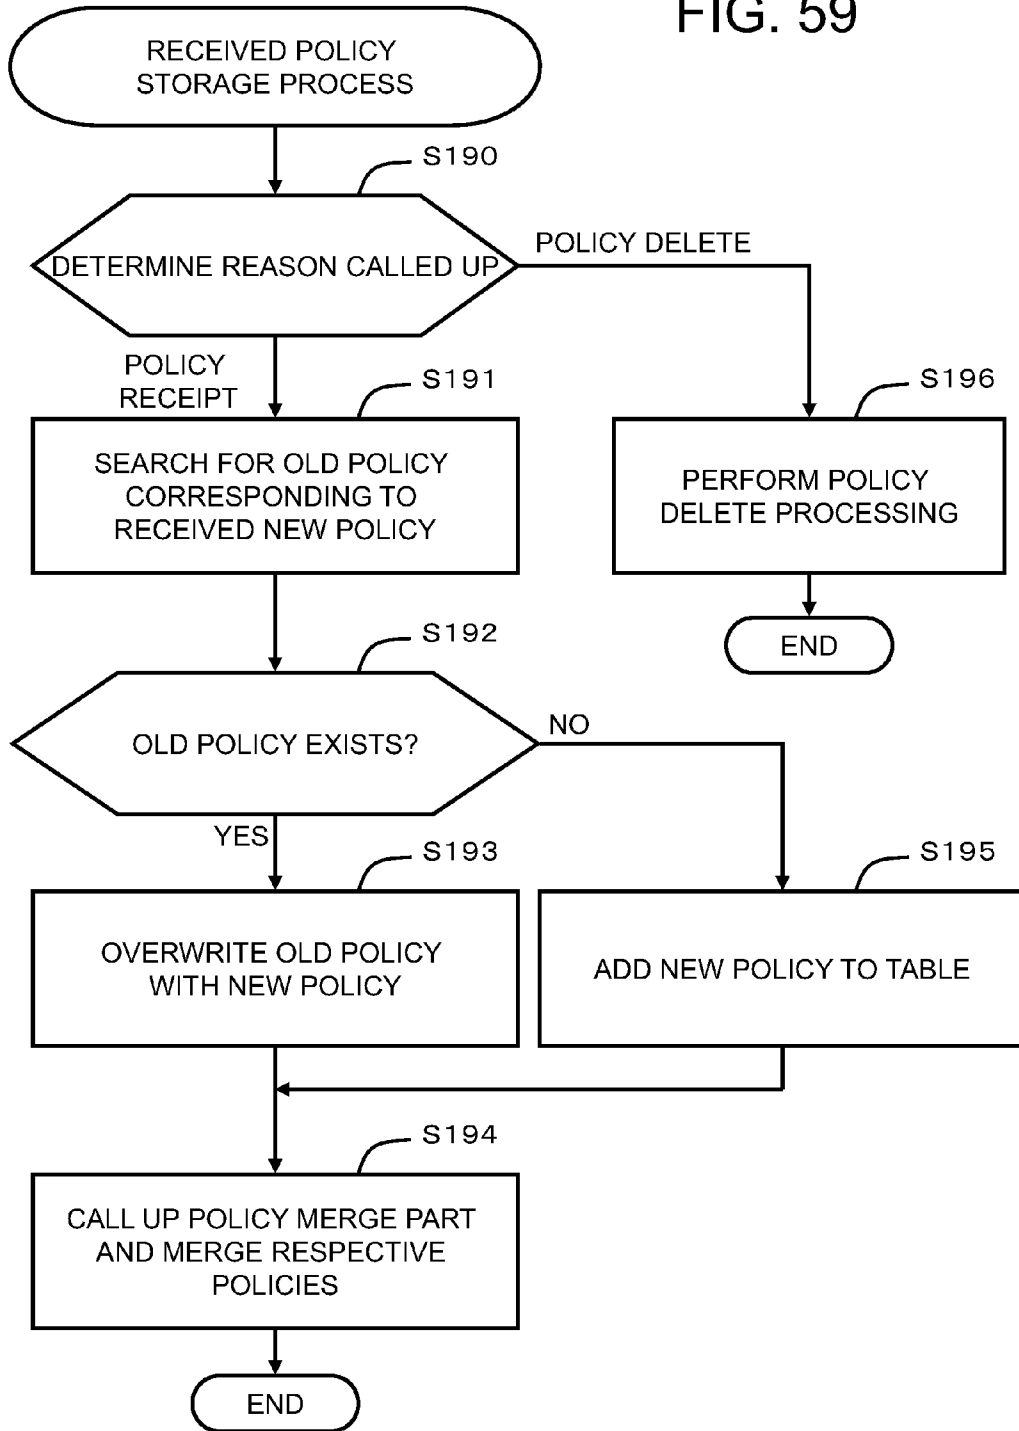 FIG. 59
RECEIVED POLICY
STORAGE PROCESS
S190
DETERMINE REASON CALLED UP
POLICY DELETE
POLICY
RECEIPT
S191
SEARCH FOR OLD POLICY
CORRESPONDING TO
RECEIVED NEW POLICY
S196
PERFORM POLICY
DELETE PROCESSING
END
S192
OLD POLICY EXISTS?
NO
YES
S193
OVERWRITE OLD POLICY
WITH NEW POLICY
S195
ADD NEW POLICY TO TABLE
S194
CALL UP POLICY MERGE PART
AND MERGE RESPECTIVE
POLICIES
END